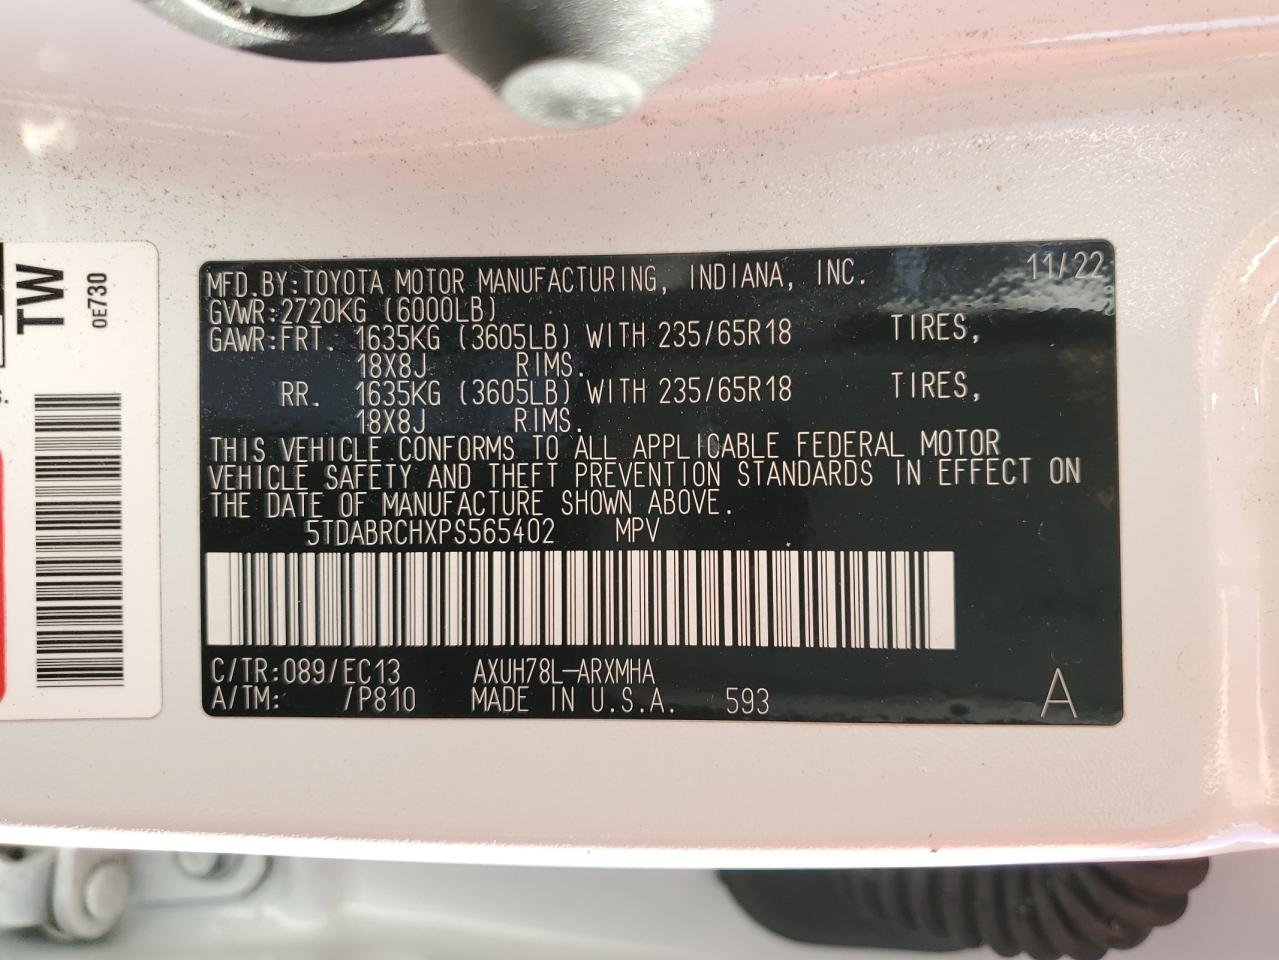 TW
0E730
MFD.BY:TOYOTA MOTOR MANUFACTURING, INDIANA, INC. 11/22
GVWR:2720KG (6000LB)
GAWR:FRT. 1635KG (3605LB) WITH 235/65R18 TIRES,
18X8J RIMS.
RR. 1635KG (3605LB) WITH 235/65R18 TIRES,
18X8J RIMS.
THIS VEHICLE CONFORMS TO ALL APPLICABLE FEDERAL MOTOR
VEHICLE SAFETY AND THEFT PREVENTION STANDARDS IN EFFECT ON
THE DATE OF MANUFACTURE SHOWN ABOVE.
5TDABRCHXPS565402 MPV
C/TR:089/EC13 AXUH78L-ARXMHA
A/TM: /P810 MADE IN U.S.A. 593 A